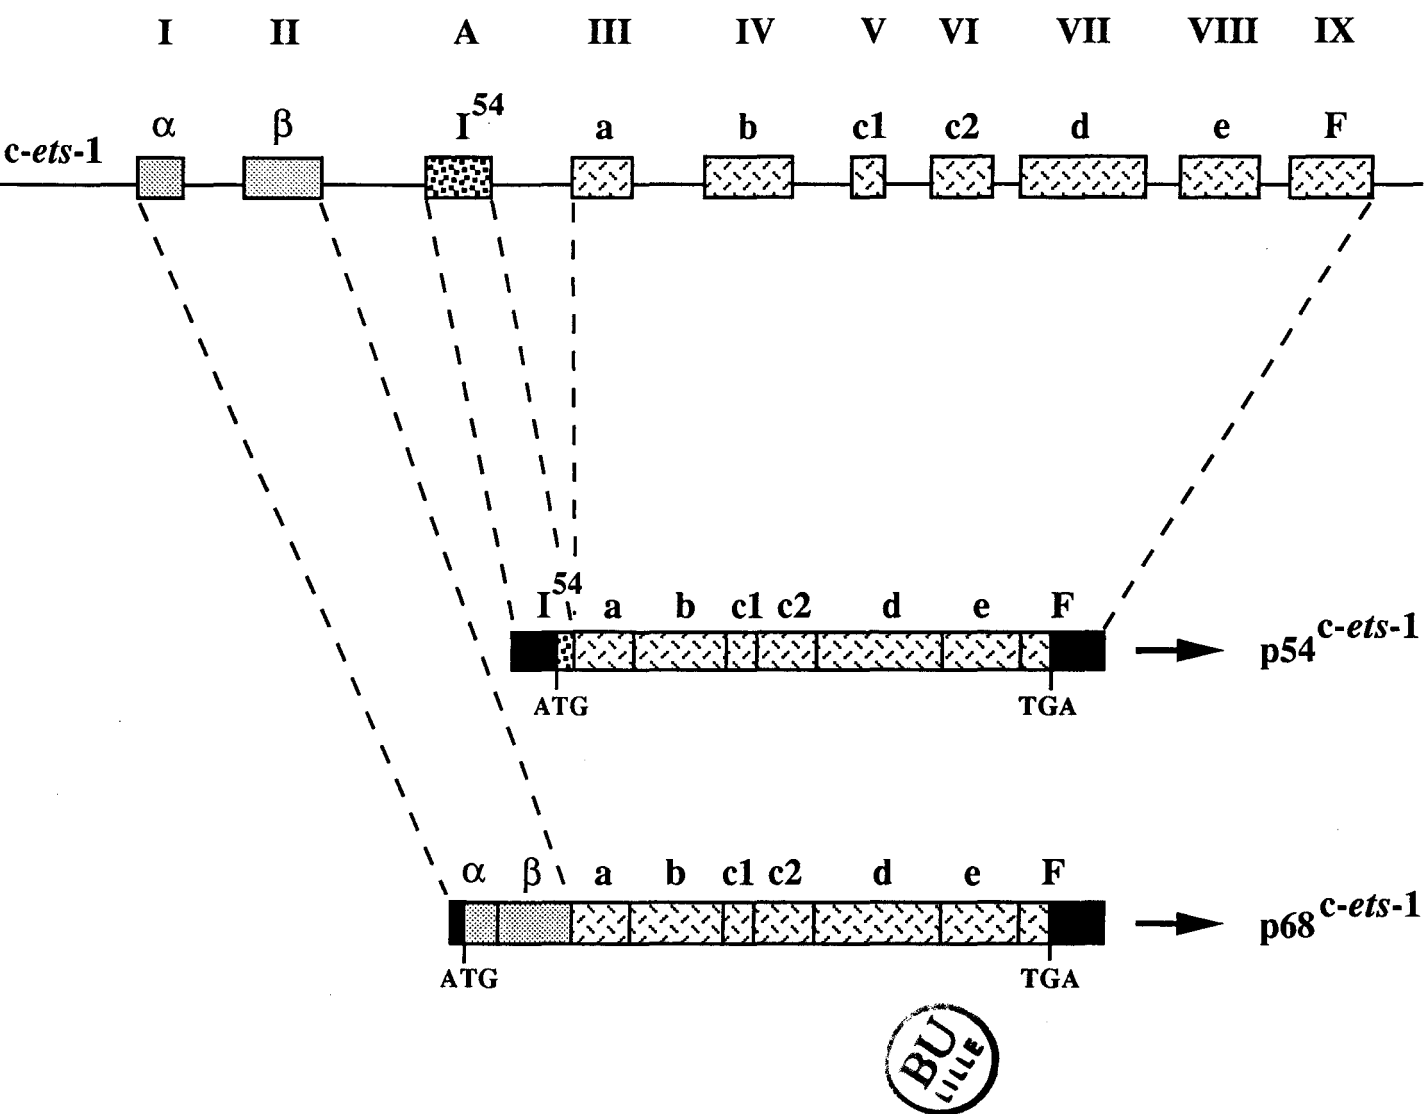 I II A III IV V VI VII VIII IX
α β I54 a b c1 c2 d e F
c-ets-1
I54 a b c1 c2 d e F
p54c-ets-1
ATG TGA
α β a b c1 c2 d e F
p68c-ets-1
ATG TGA
BU
LILLE